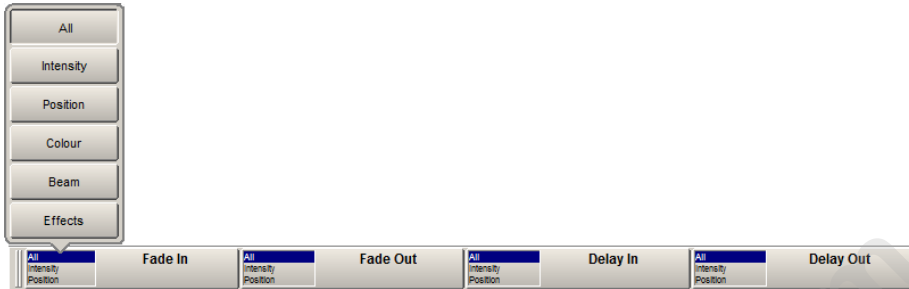 All
Intensity
Position
Colour
Beam
Effects
All
Intensity
Position
Fade In
All
Intensity
Position
Fade Out
All
Intensity
Position
Delay In
All
Intensity
Position
Delay Out